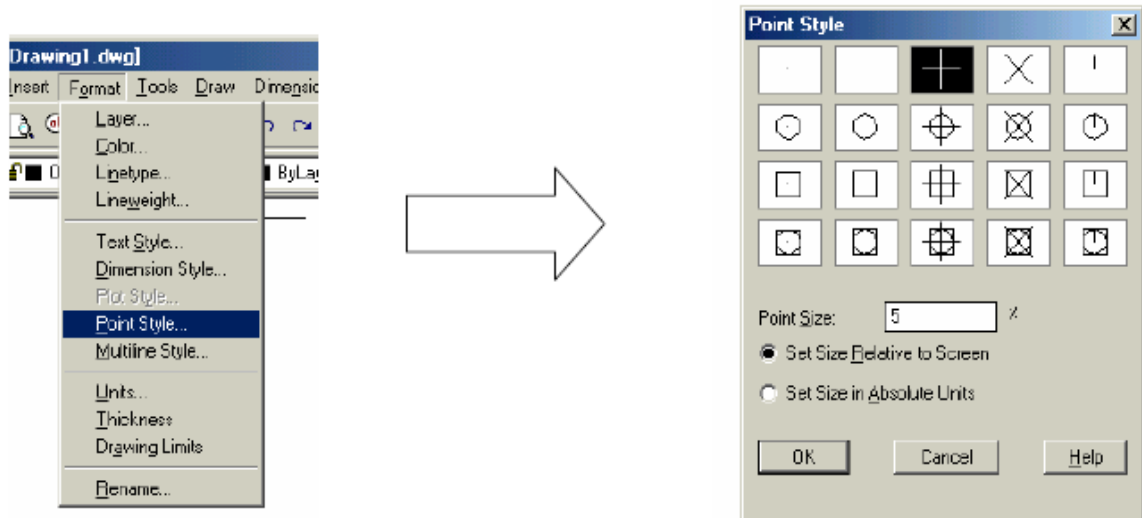 Drawing1.dwg]
Insert Format Tools Draw Dimensio
Layer...
Color...
Linetype...
Lineweight...
0 ByLay
Text Style...
Dimension Style...
Plot Style...
Point Style...
Multiline Style...
Units...
Thickness
Drawing Limits
Rename...
Point Style
Point Size: 5 %
Set Size Relative to Screen
Set Size in Absolute Units
OK Cancel Help